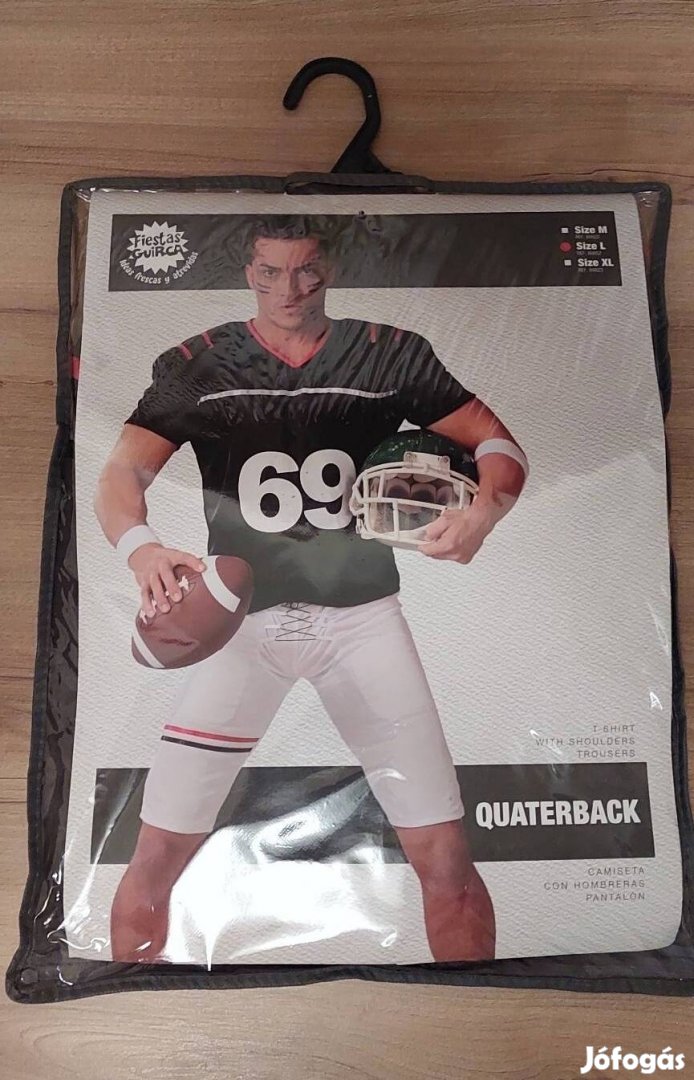 Fiestas
GUIRCA
ideas frescas y atrevidas
Size M
Size L
Size XL
69
T-SHIRT
WITH SHOULDERS
TROUSERS
QUATERBACK
CAMISETA
CON HOMBRERAS
PANTALON
Jófogás